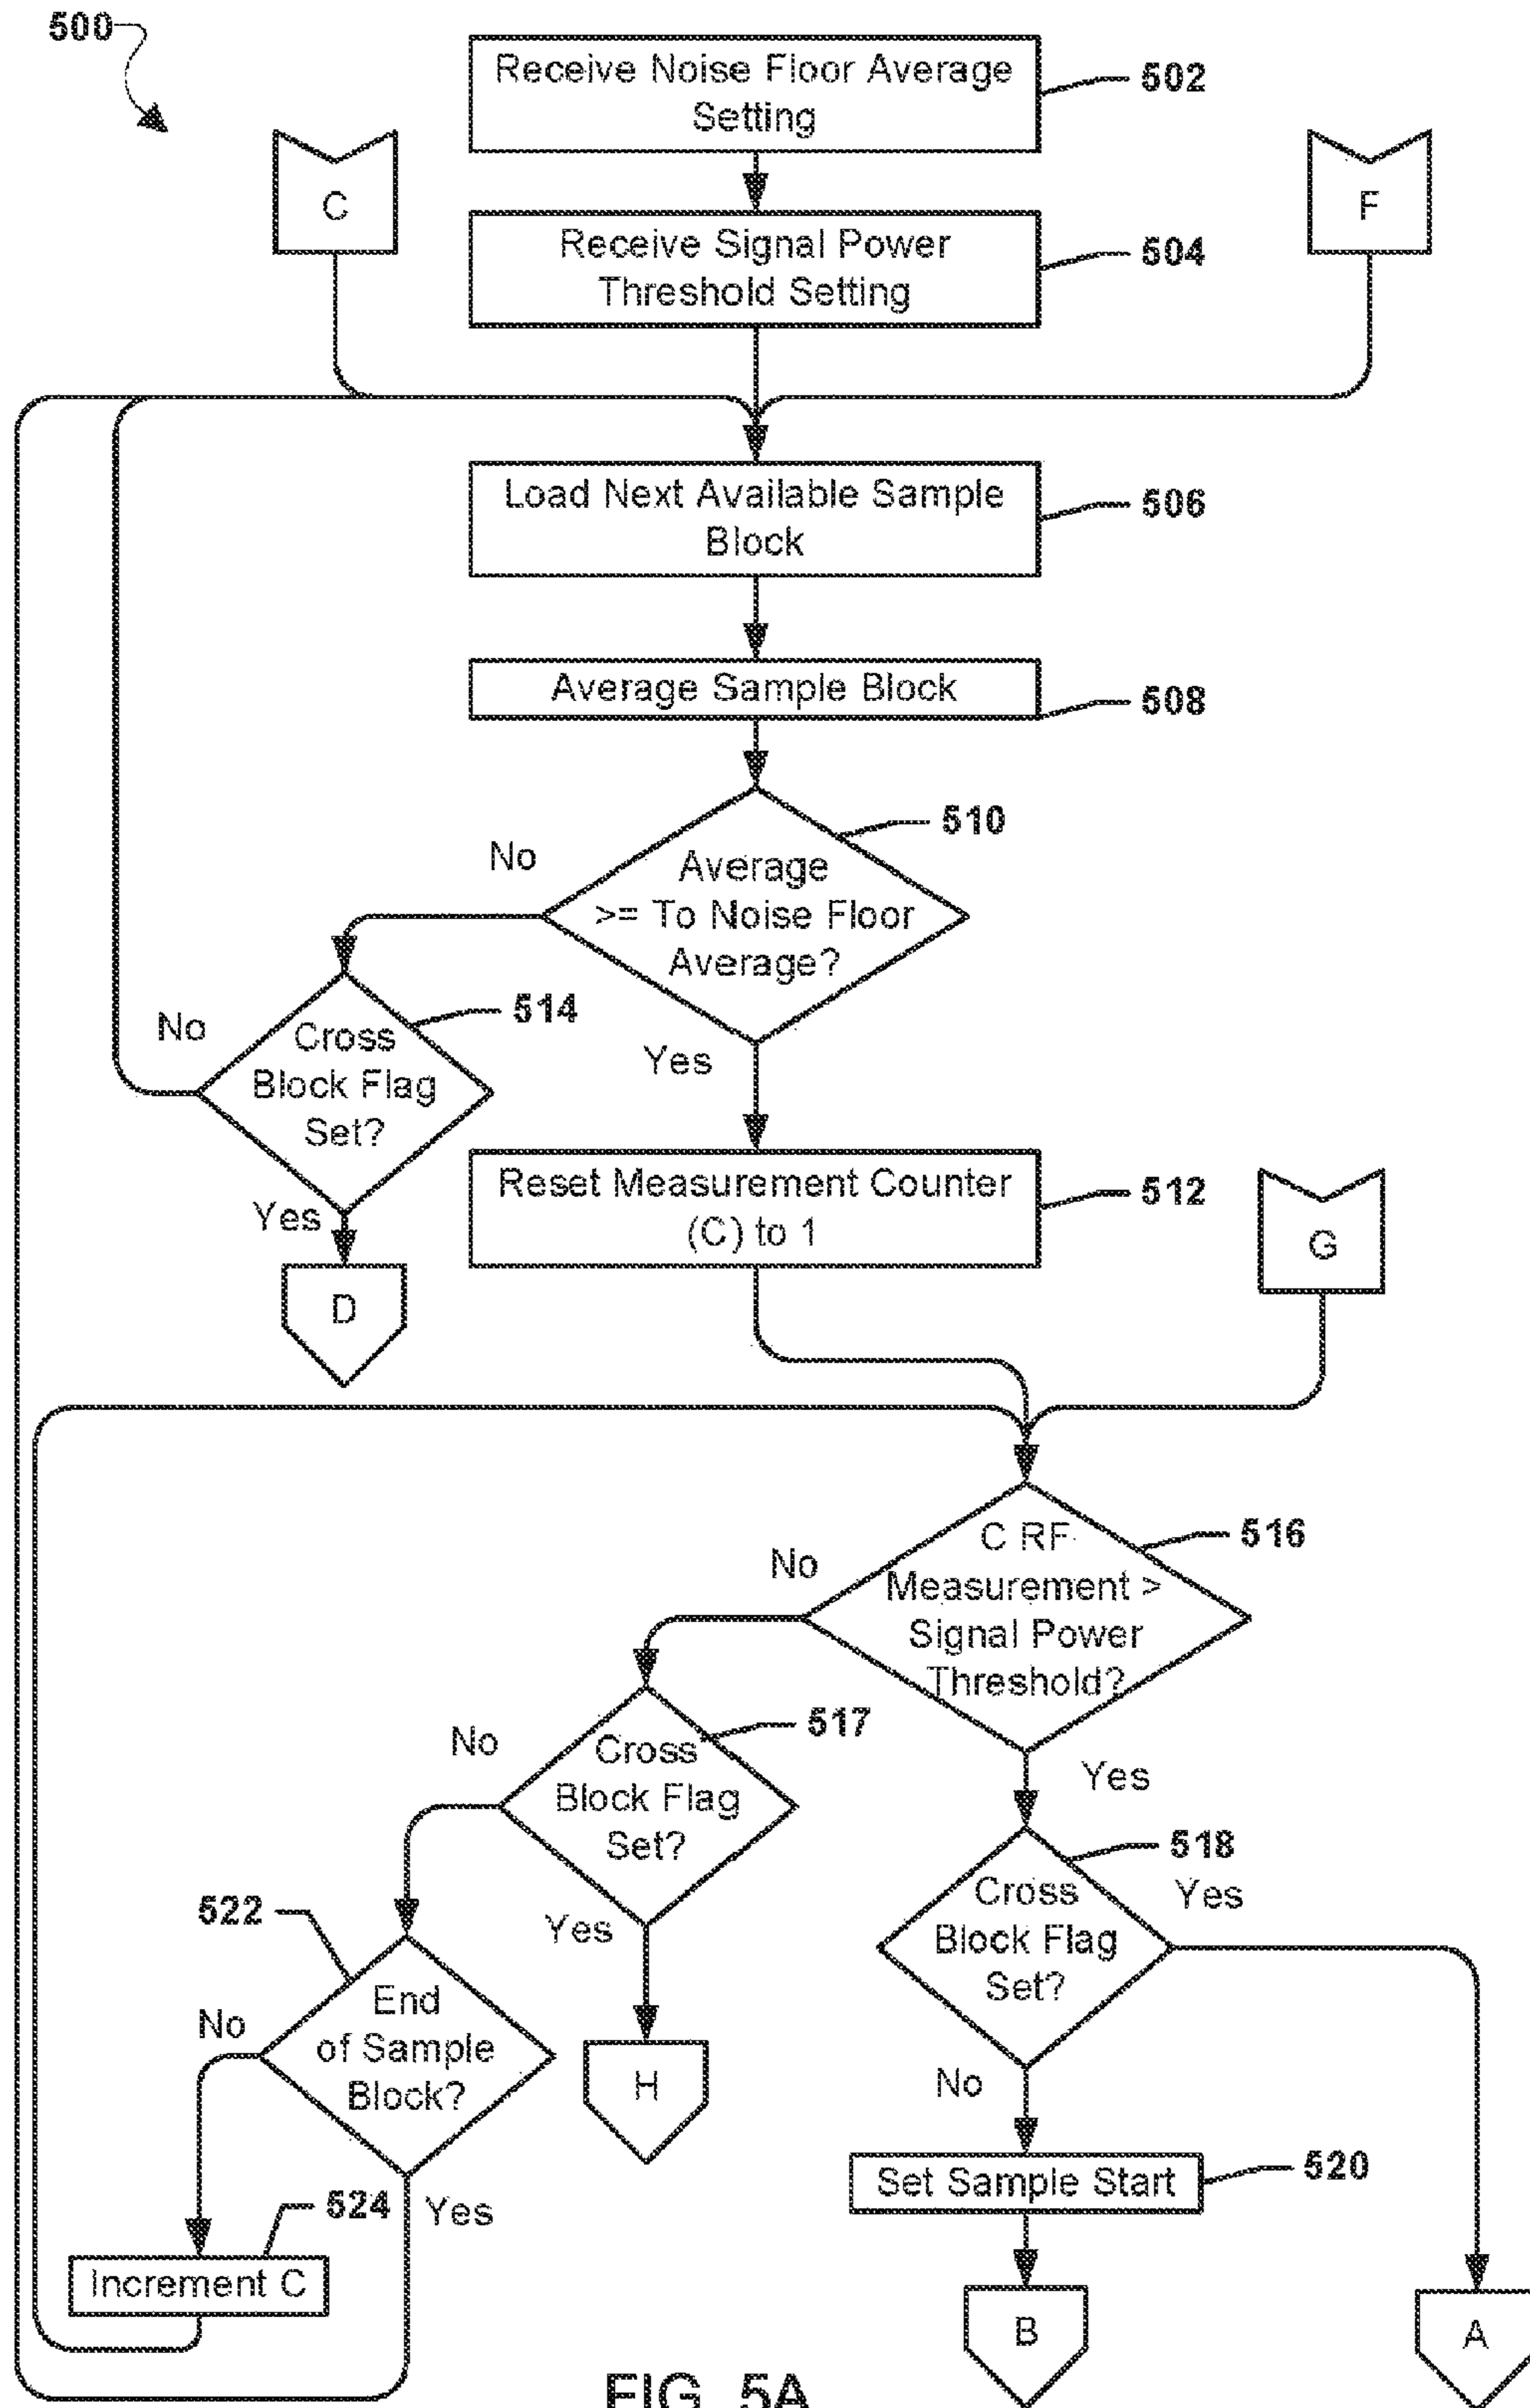 500
Receive Noise Floor Average
Setting
502
C
F
Receive Signal Power
Threshold Setting
504
Load Next Available Sample
Block
506
Average Sample Block
508
510
No
Average
>= To Noise Floor
Average?
514
No
Cross
Block Flag
Set?
Yes
Yes
Reset Measurement Counter
(C) to 1
512
G
D
516
No
C RF
Measurement >
Signal Power
Threshold?
517
No
Cross
Block Flag
Set?
Yes
518
Yes
Cross
Block Flag
Set?
522
Yes
No
End
of Sample
Block?
H
No
Set Sample Start
520
524
Yes
Increment C
B
A
FIG. 5A